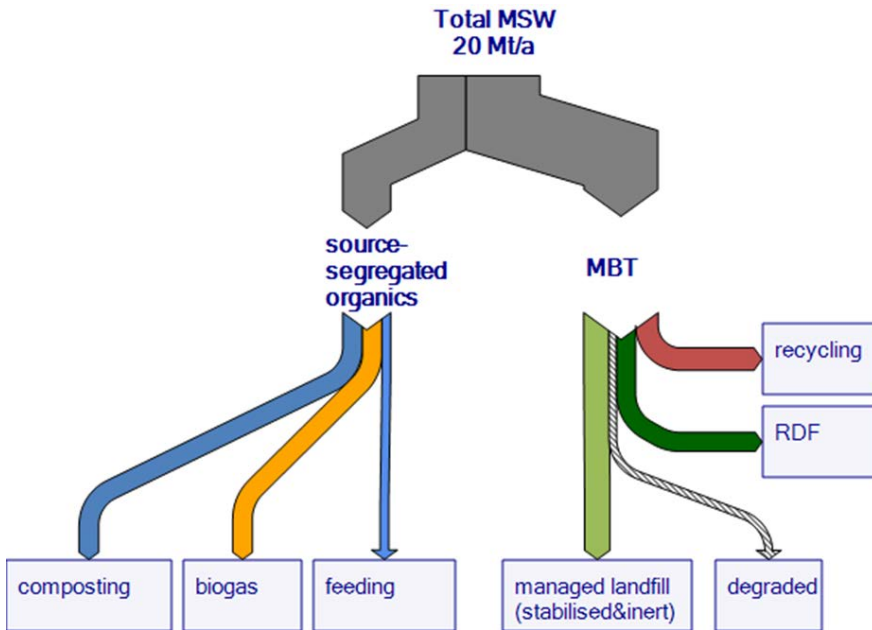 Total MSW
20 Mt/a
source-
segregated
organics
MBT
recycling
RDF
composting
biogas
feeding
managed landfill
(stabilised&inert)
degraded